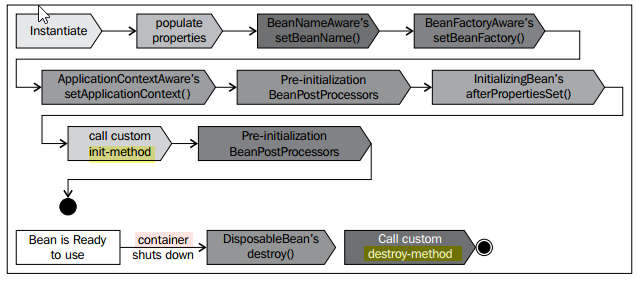 Instantiate
populate
properties
BeanNameAware's
setBeanName()
BeanFactoryAware's
setBeanFactory()
ApplicationContextAware's
setApplicationContext()
Pre-initialization
BeanPostProcessors
InitializingBean's
afterPropertiesSet()
call custom
init-method
Pre-initialization
BeanPostProcessors
Bean is Ready
to use
container
shuts down
DisposableBean's
destroy()
Call custom
destroy-method